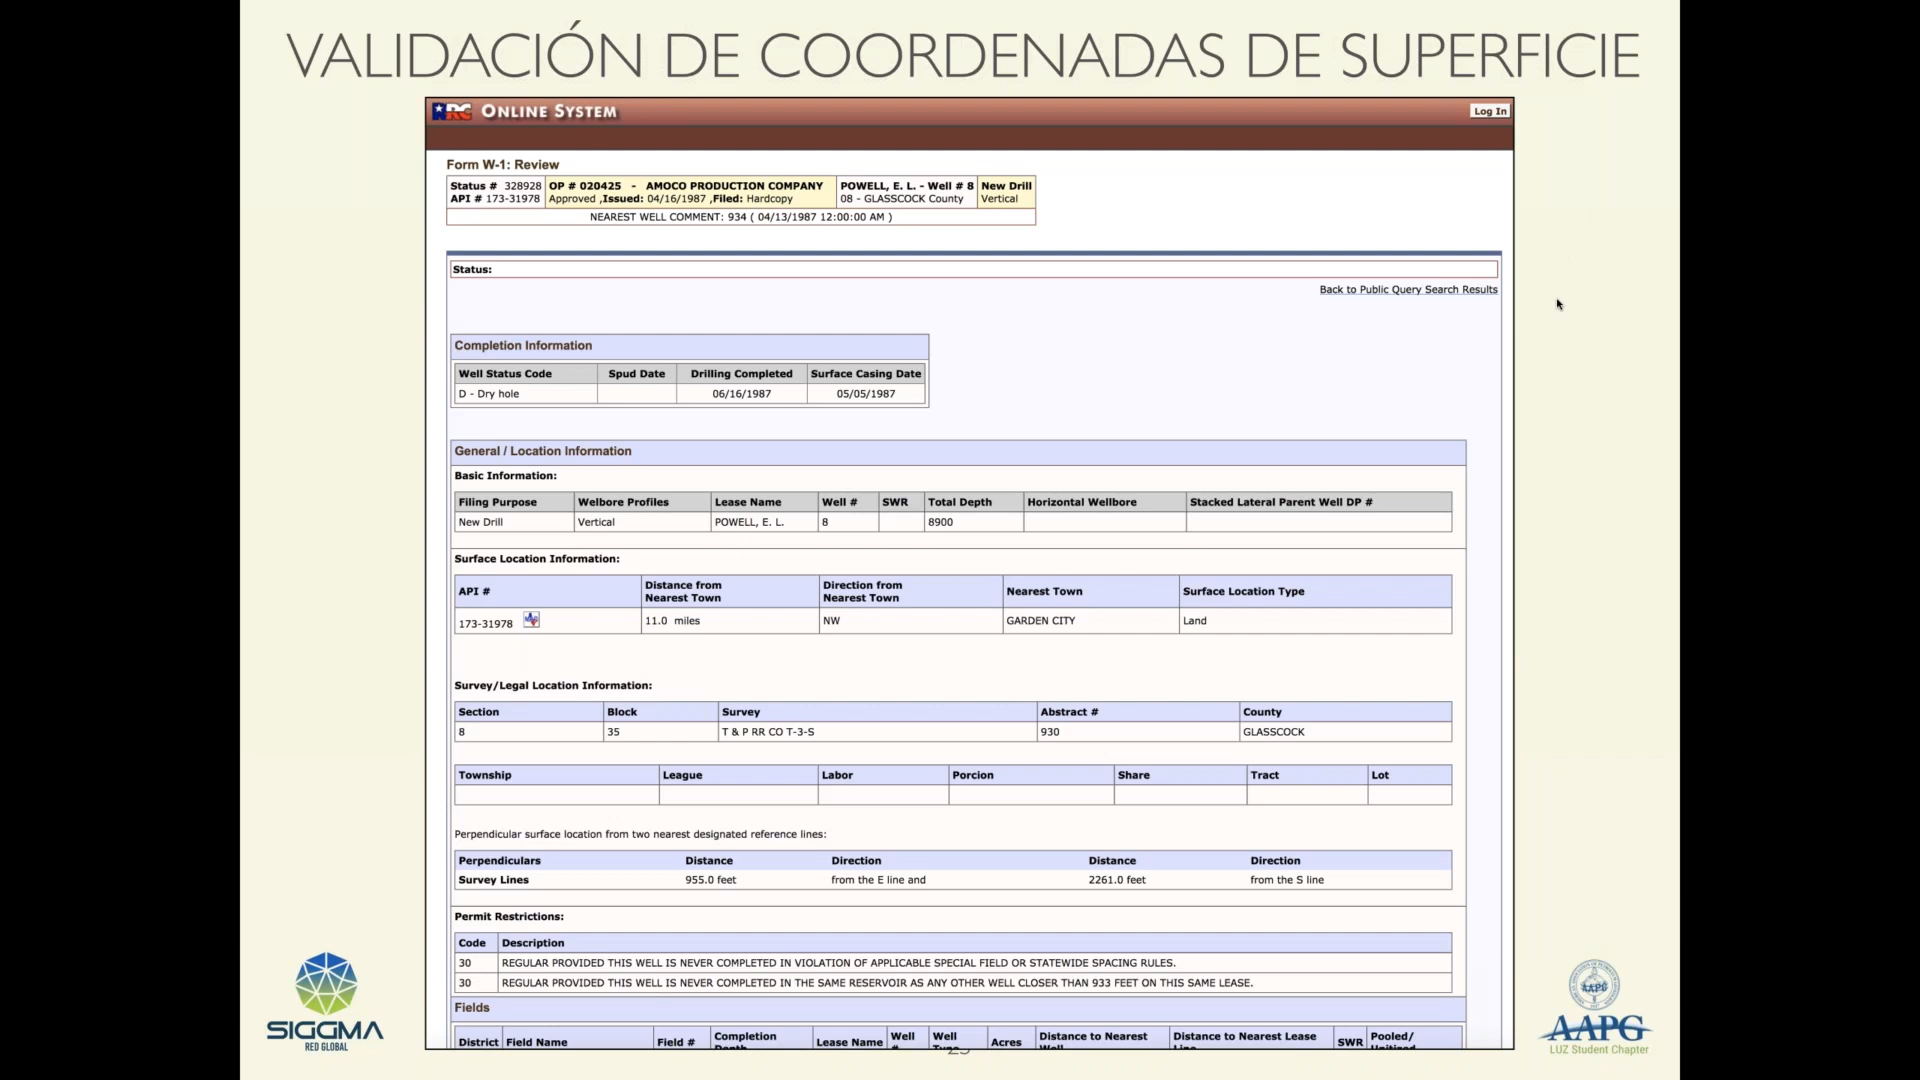 VALIDACIÓN DE COORDENADAS DE SUPERFICIE
RRC ONLINE SYSTEM
Log In
Form W-1: Review
Status # 328928 OP # 020425 - AMOCO PRODUCTION COMPANY POWELL, E. L. - Well # 8 New Drill
API # 173-31978 Approved ,Issued: 04/16/1987 ,Filed: Hardcopy 08 - GLASSCOCK County Vertical
NEAREST WELL COMMENT: 934 ( 04/13/1987 12:00:00 AM )
Status:
Back to Public Query Search Results
Completion Information
Well Status Code Spud Date Drilling Completed Surface Casing Date
D - Dry hole 06/16/1987 05/05/1987
General / Location Information
Basic Information:
Filing Purpose Welbore Profiles Lease Name Well # SWR Total Depth Horizontal Wellbore Stacked Lateral Parent Well DP #
New Drill Vertical POWELL, E. L. 8 8900
Surface Location Information:
API # Distance from Nearest Town Direction from Nearest Town Nearest Town Surface Location Type
173-31978 11.0 miles NW GARDEN CITY Land
Survey/Legal Location Information:
Section Block Survey Abstract # County
8 35 T & P RR CO T-3-S 930 GLASSCOCK
Township League Labor Porcion Share Tract Lot
Perpendicular surface location from two nearest designated reference lines:
Perpendiculars Distance Direction Distance Direction
Survey Lines 955.0 feet from the E line and 2261.0 feet from the S line
Permit Restrictions:
Code Description
30 REGULAR PROVIDED THIS WELL IS NEVER COMPLETED IN VIOLATION OF APPLICABLE SPECIAL FIELD OR STATEWIDE SPACING RULES.
30 REGULAR PROVIDED THIS WELL IS NEVER COMPLETED IN THE SAME RESERVOIR AS ANY OTHER WELL CLOSER THAN 933 FEET ON THIS SAME LEASE.
Fields
District Field Name Field # Completion Lease Name Well Well Acres Distance to Nearest Distance to Nearest Lease SWR Pooled/
SIGGMA
RED GLOBAL
AAPG
LUZ Student Chapter